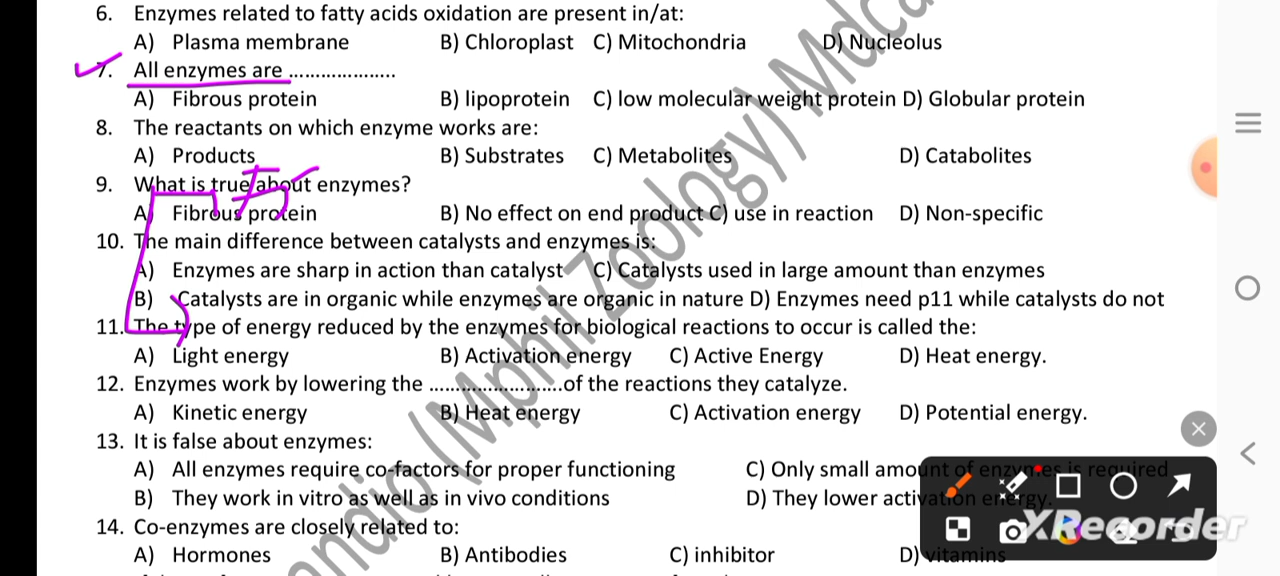 6. Enzymes related to fatty acids oxidation are present in/at:
A) Plasma membrane B) Chloroplast C) Mitochondria D) Nucleolus
7. All enzymes are ....................
A) Fibrous protein B) lipoprotein C) low molecular weight protein D) Globular protein
8. The reactants on which enzyme works are:
A) Products B) Substrates C) Metabolites D) Catabolites
9. What is true about enzymes?
A) Fibrous protein B) No effect on end product C) use in reaction D) Non-specific
10. The main difference between catalysts and enzymes is:
A) Enzymes are sharp in action than catalyst C) Catalysts used in large amount than enzymes
B) Catalysts are in organic while enzymes are organic in nature D) Enzymes need p11 while catalysts do not
11. The type of energy reduced by the enzymes for biological reactions to occur is called the:
A) Light energy B) Activation energy C) Active Energy D) Heat energy.
12. Enzymes work by lowering the ........................of the reactions they catalyze.
A) Kinetic energy B) Heat energy C) Activation energy D) Potential energy.
13. It is false about enzymes:
A) All enzymes require co-factors for proper functioning C) Only small amount of enzymes is required
B) They work in vitro as well as in vivo conditions D) They lower activation energy.
14. Co-enzymes are closely related to:
A) Hormones B) Antibodies C) inhibitor D) vitamins
(Mphil Zoology)
XRecorder